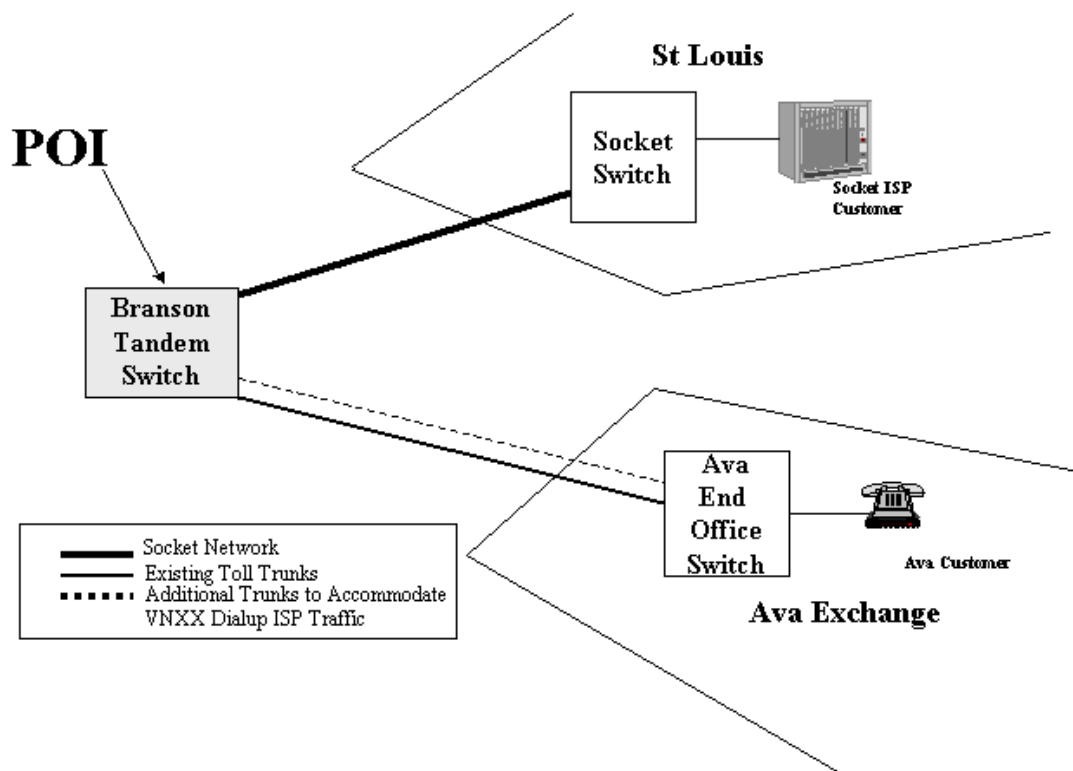 St Louis
POI
Socket
Switch
Socket ISP
Customer
Branson
Tandem
Switch
Ava
End
Office
Switch
Ava Customer
Ava Exchange
Socket Network
Existing Toll Trunks
Additional Trunks to Accommodate
VNXX Dialup ISP Traffic